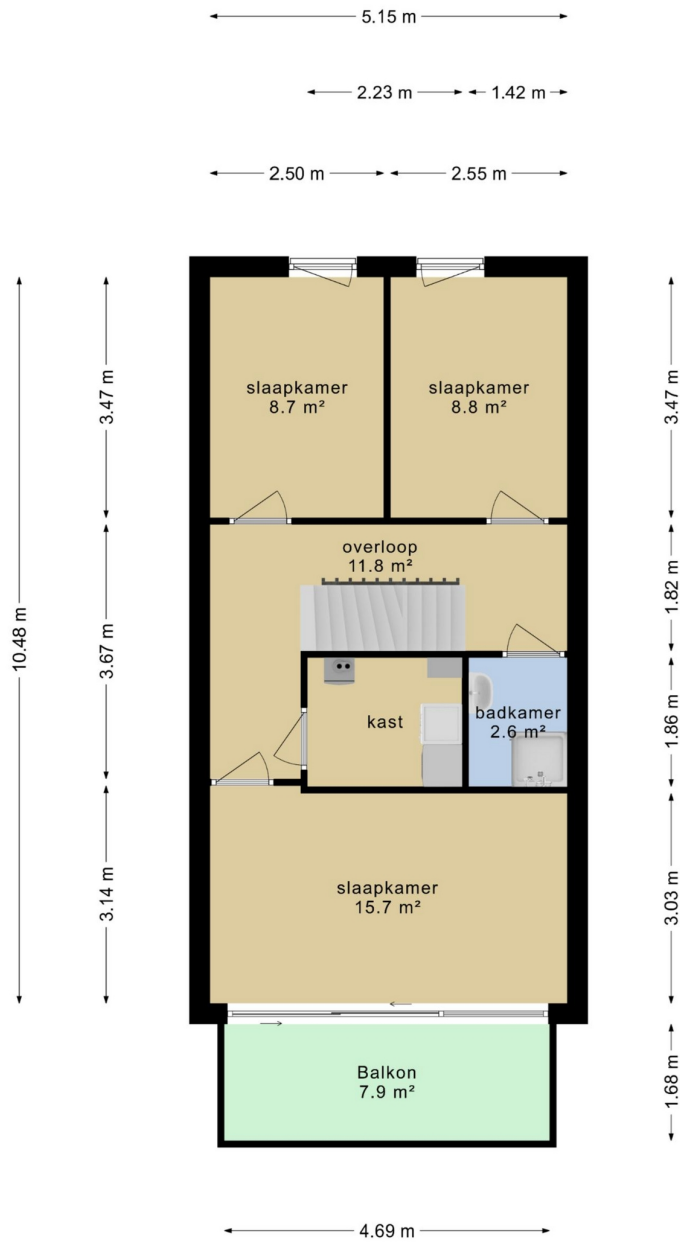 5.15 m
2.23 m
1.42 m
2.50 m
2.55 m
10.48 m
3.47 m
3.67 m
3.14 m
slaapkamer
8.7 m²
slaapkamer
8.8 m²
overloop
11.8 m²
kast
badkamer
2.6 m²
slaapkamer
15.7 m²
Balkon
7.9 m²
3.47 m
1.82 m
1.86 m
3.03 m
1.68 m
4.69 m